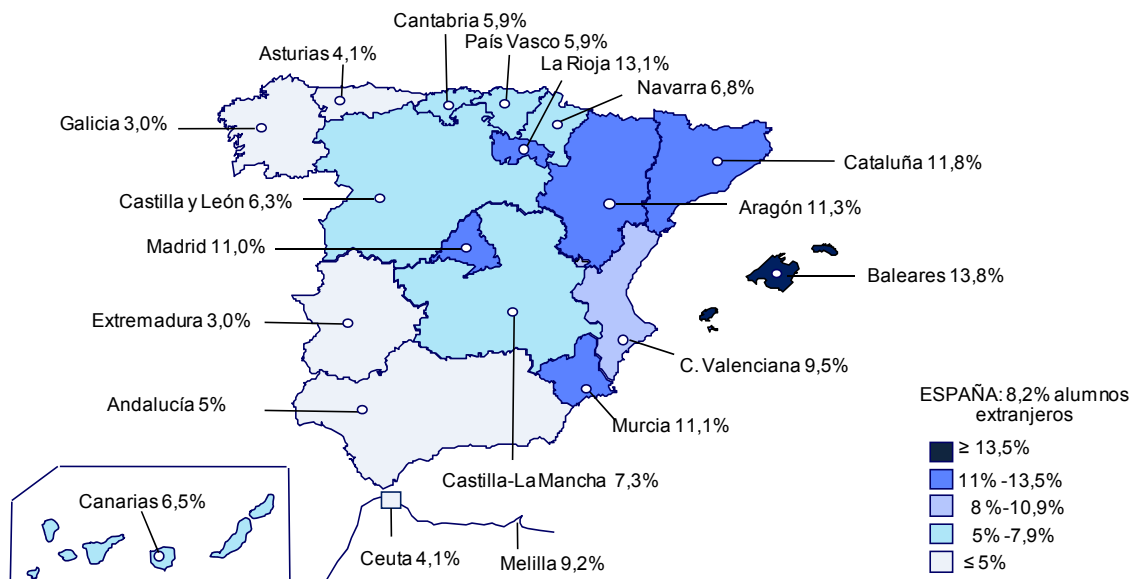 Cantabria 5,9%
País Vasco 5,9%
Asturias 4,1%
La Rioja 13,1%
Navarra 6,8%
Galicia 3,0%
Cataluña 11,8%
Castilla y León 6,3%
Aragón 11,3%
Madrid 11,0%
Baleares 13,8%
Extremadura 3,0%
C. Valenciana 9,5%
Andalucía 5%
Murcia 11,1%
Castilla-La Mancha 7,3%
Canarias 6,5%
Ceuta 4,1%
Melilla 9,2%
ESPAÑA: 8,2% alumnos
extranjeros
≥ 13,5%
11% -13,5%
8 %-10,9%
5% -7,9%
≤ 5%